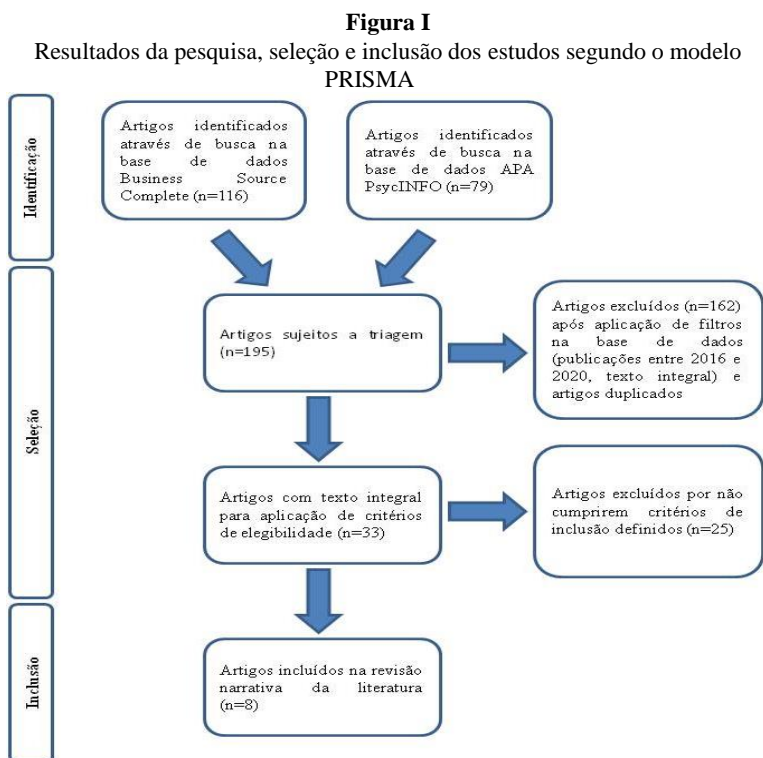 Figura I
Resultados da pesquisa, seleção e inclusão dos estudos segundo o modelo
PRISMA
Identificação
Artigos identificados
através de busca na
base de dados
Business Source
Complete (n=116)
Artigos identificados
através de busca na
base de dados APA
PsycINFO (n=79)
Seleção
Artigos sujeitos a triagem
(n=195)
Artigos excluídos (n=162)
após aplicação de filtros
na base de dados
(publicações entre 2016 e
2020, texto integral) e
artigos duplicados
Artigos com texto integral
para aplicação de critérios
de elegibilidade (n=33)
Artigos excluídos por não
cumprirem critérios de
inclusão definidos (n=25)
Inclusão
Artigos incluídos na revisão
narrativa da literatura
(n=8)